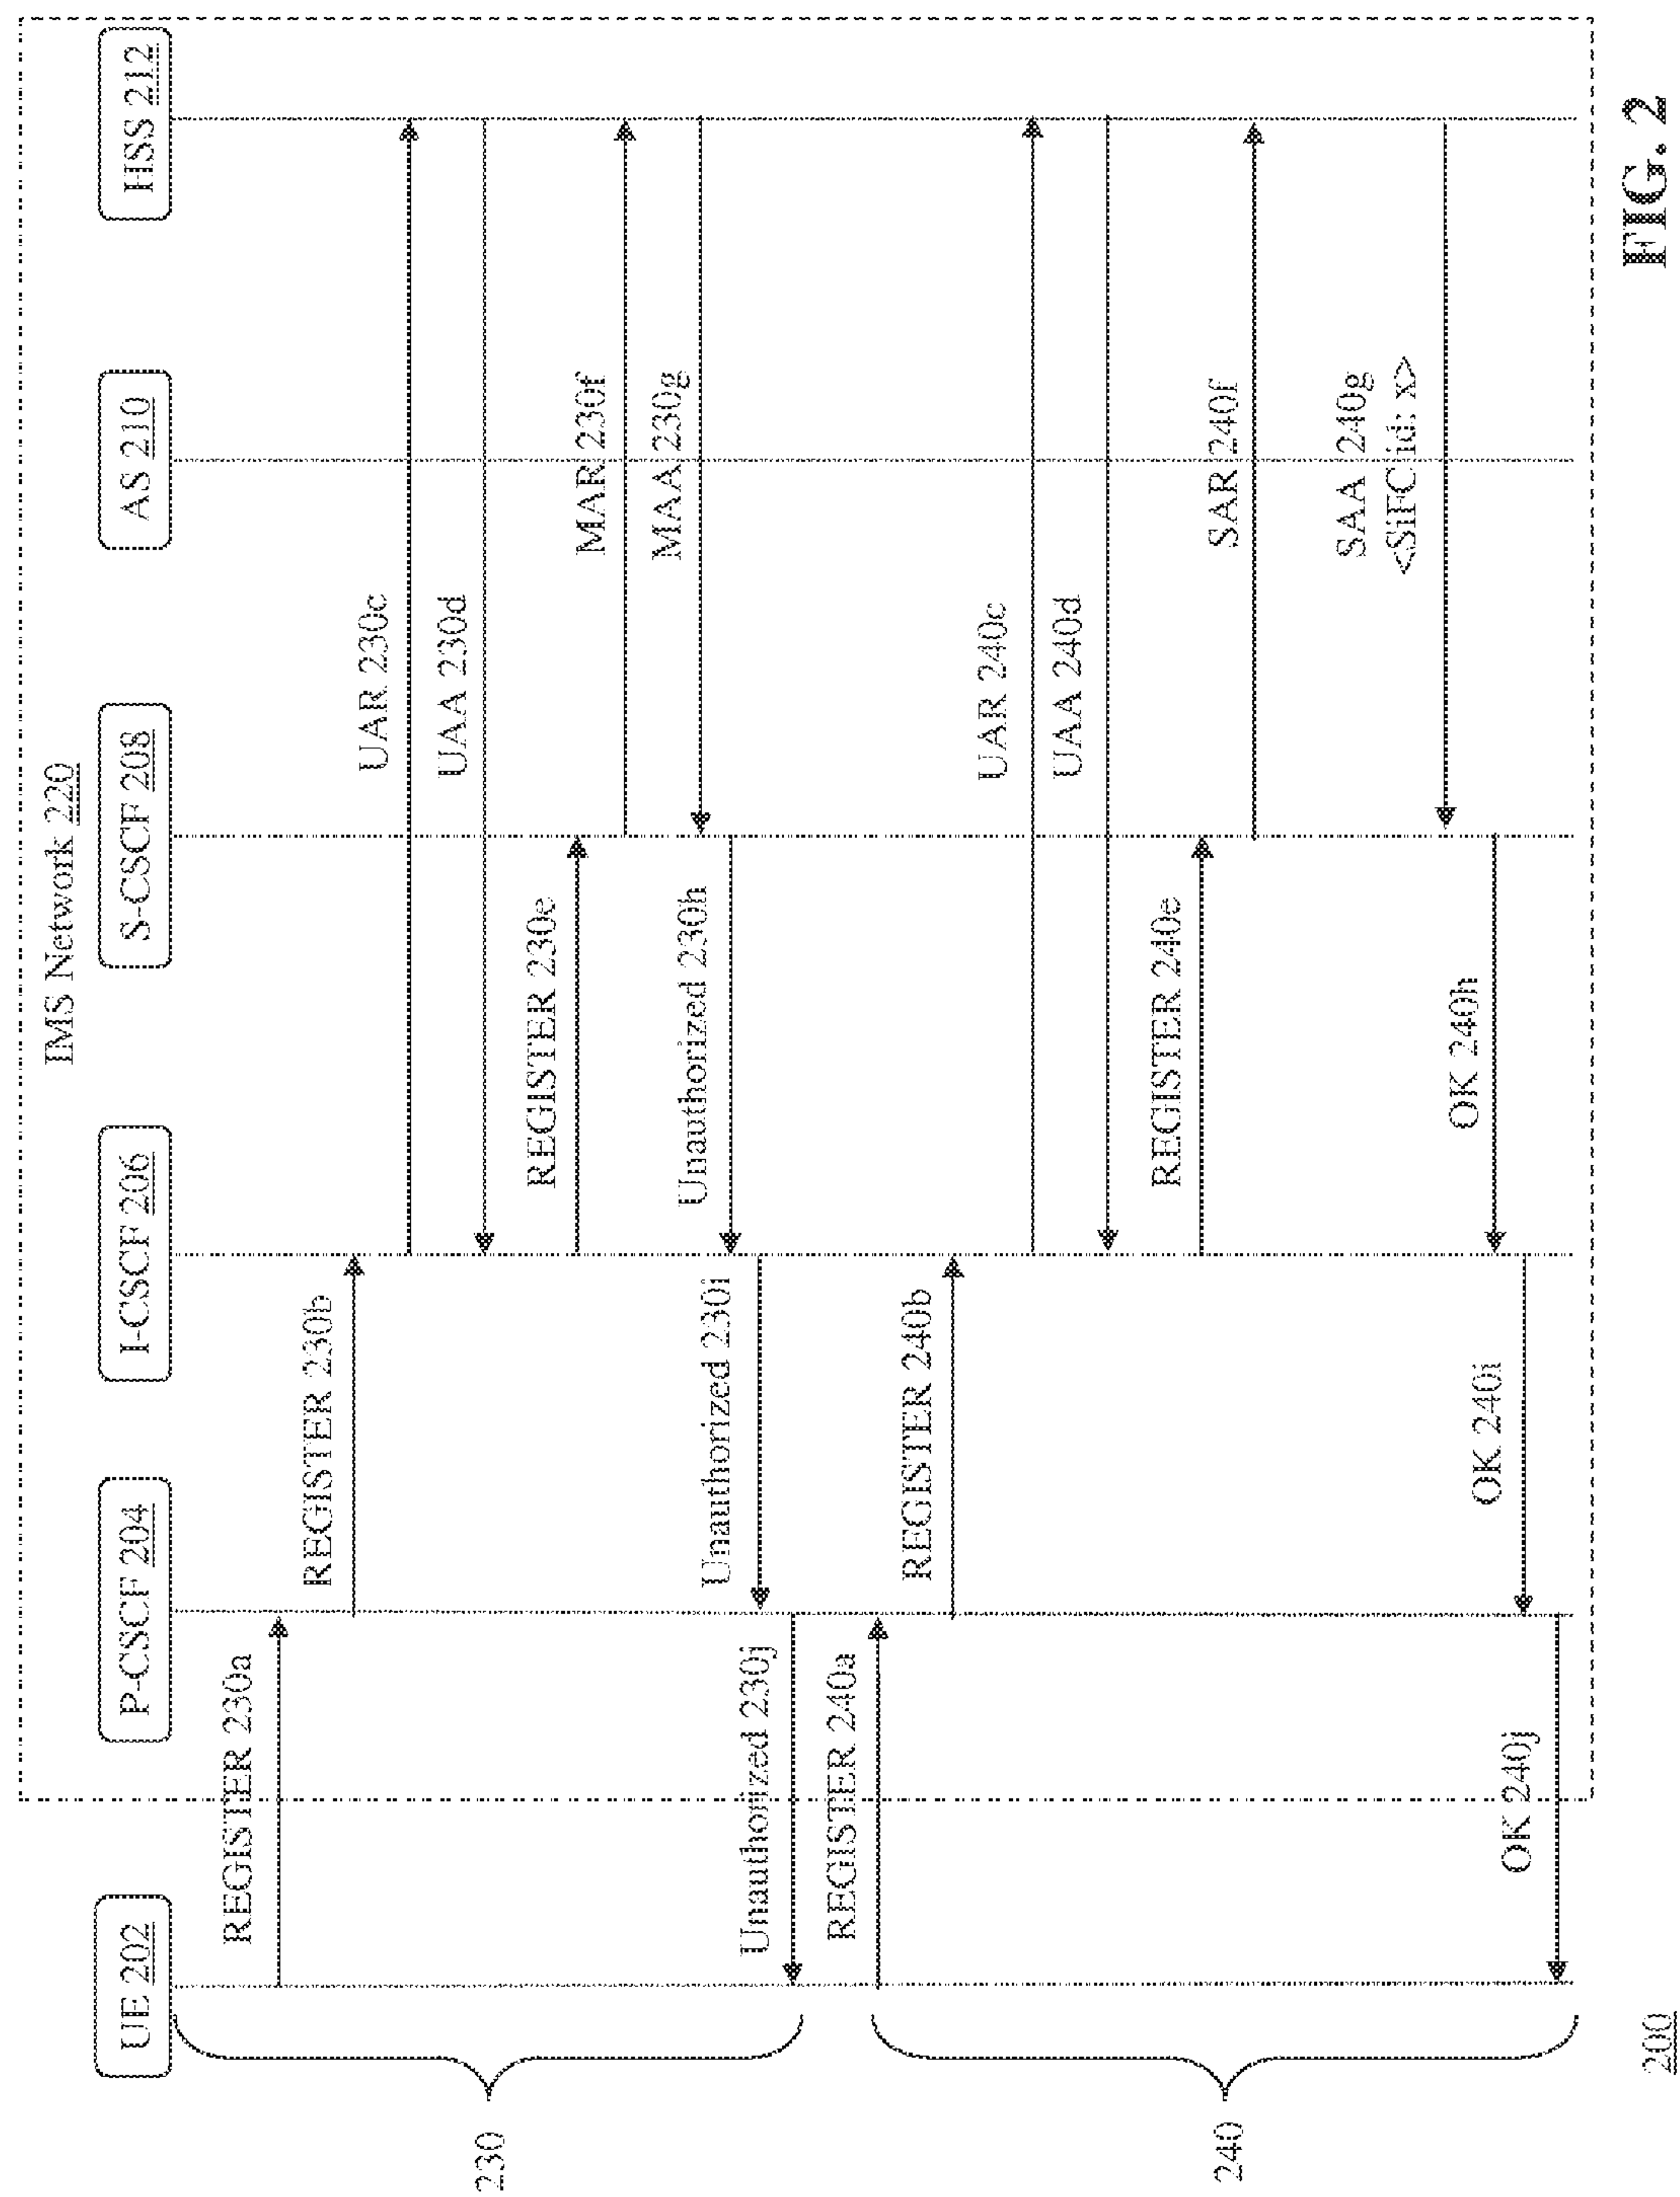 IMS Network 220
UE 202
P-CSCF 204
I-CSCF 206
S-CSCF 208
AS 210
HSS 212
230
REGISTER 230a
REGISTER 230b
UAR 230c
UAA 230d
REGISTER 230e
MAR 230f
MAA 230g
Unauthorized 230h
Unauthorized 230i
Unauthorized 230j
240
REGISTER 240a
REGISTER 240b
UAR 240c
UAA 240d
REGISTER 240e
SAR 240f
SAA 240g
<SiFC id: x>
OK 240h
OK 240i
OK 240j
200
FIG. 2